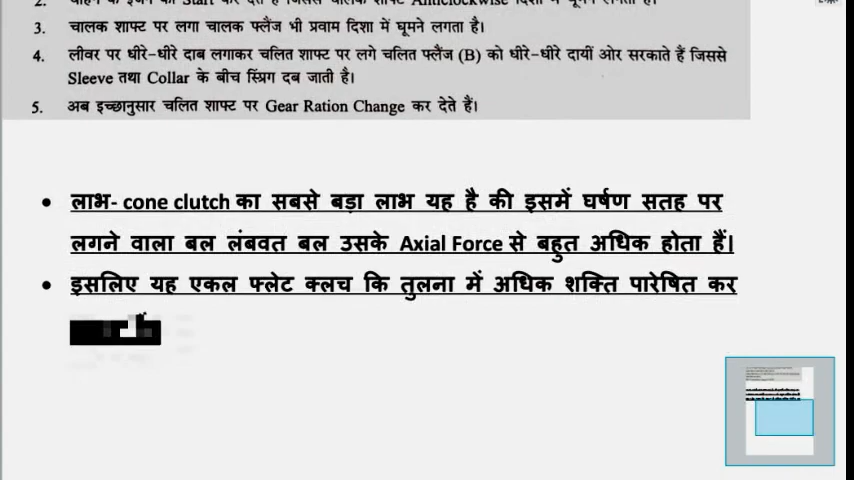 3. चालक शाफ्ट पर लगा चालक फ्लैंज भी प्रवाम दिशा में घूमने लगता है।
4. लीवर पर धीरे-धीरे दाब लगाकर चलित शाफ्ट पर लगे चलित फ्लैंज (B) को धीरे-धीरे दायीं ओर सरकाते हैं जिससे
Sleeve तथा Collar के बीच स्प्रिग दब जाती है।
5. अब इच्छानुसार चलित शाफ्ट पर Gear Ration Change कर देते हैं।
• लाभ- cone clutch का सबसे बड़ा लाभ यह है की इसमें घर्षण सतह पर
लगने वाला बल लंबवत बल उसके Axial Force से बहुत अधिक होता हैं।
• इसलिए यह एकल फ्लेट क्लच कि तुलना में अधिक शक्ति पारेषित कर